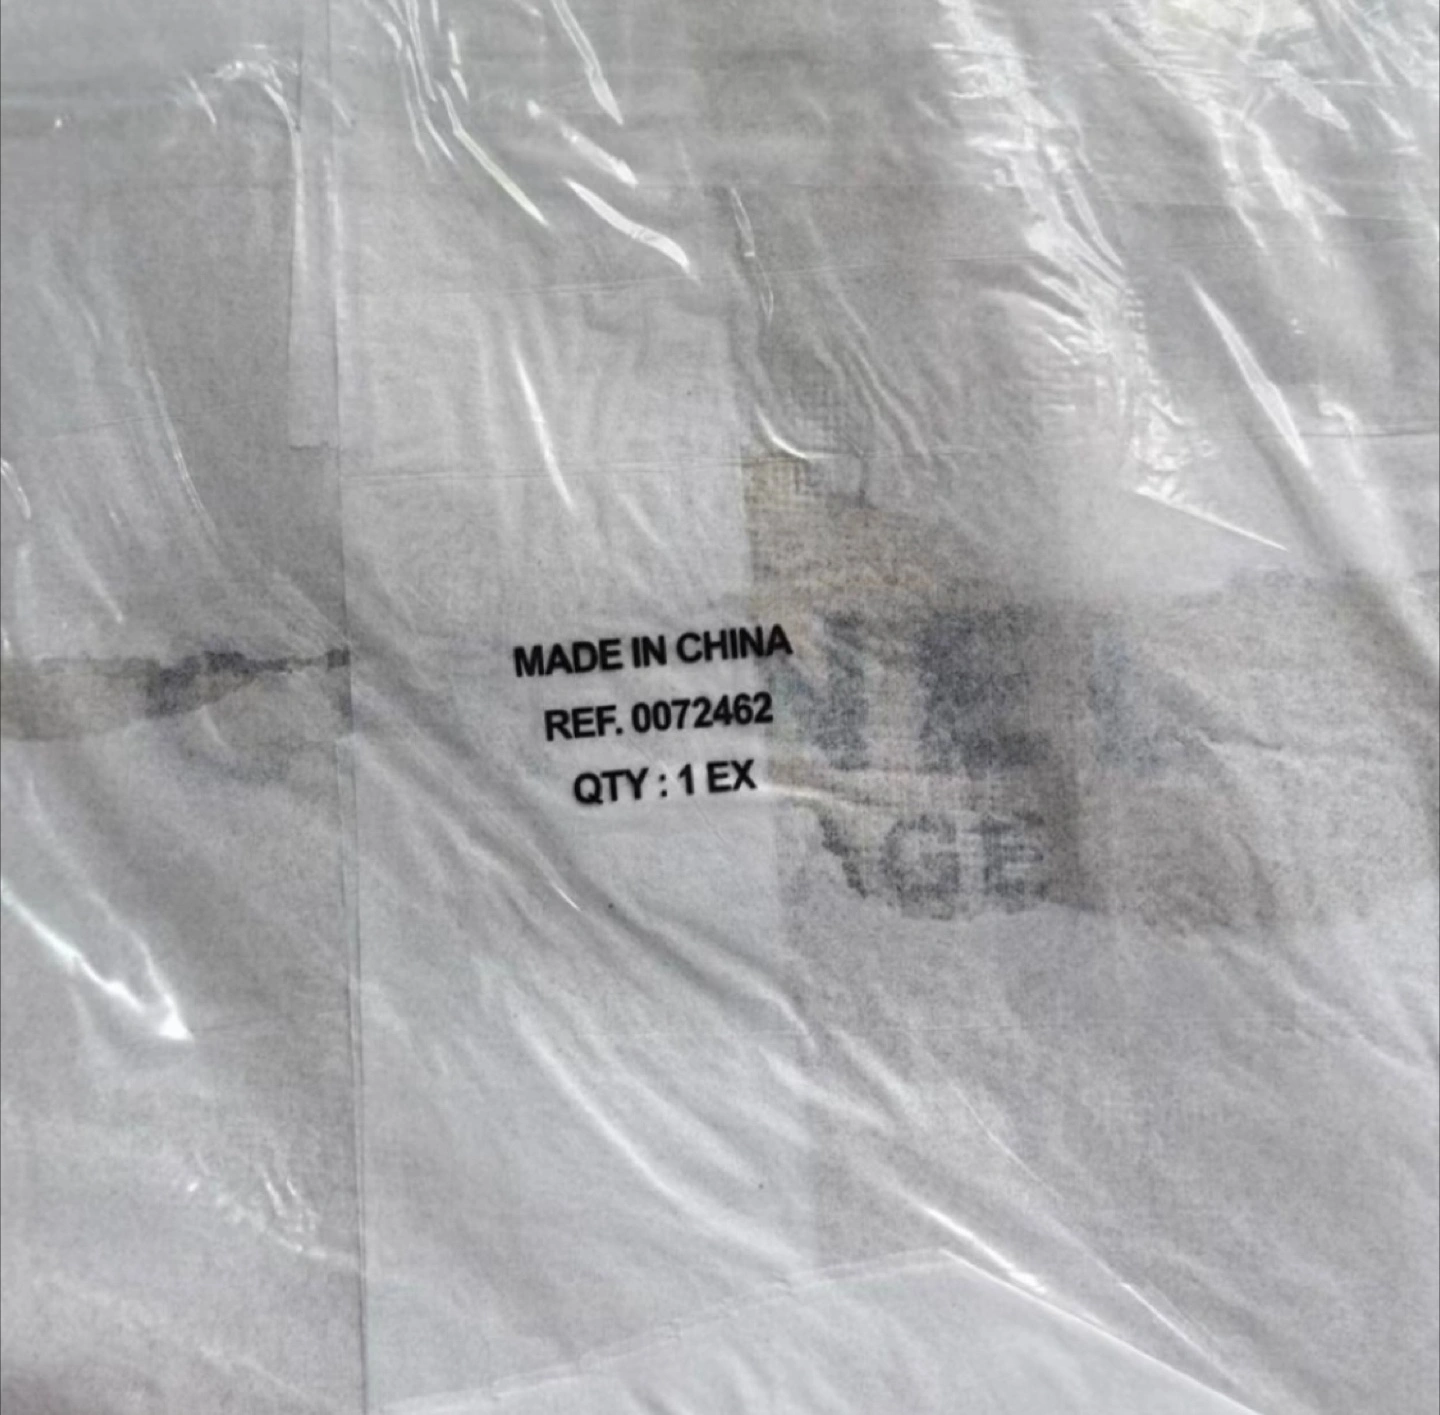 MADE IN CHINA
REF. 0072462
QTY : 1 EX